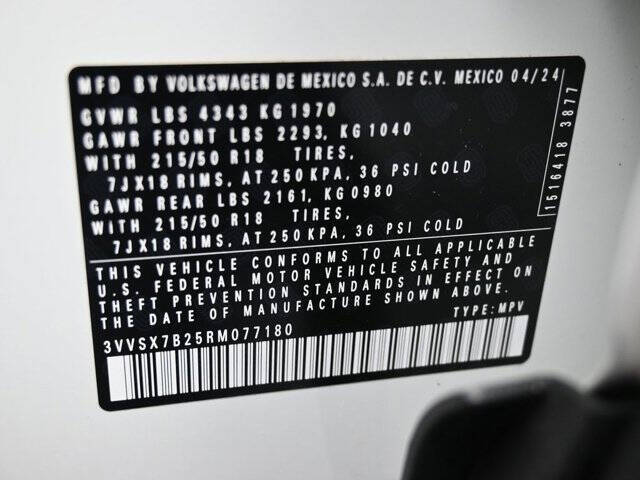 MFD BY VOLKSWAGEN DE MEXICO S.A. DE C.V. MEXICO 04/24
GVWR LBS 4343 KG1970
GAWR FRONT LBS 2293, KG1040
WITH 215/50 R18 TIRES,
7JX18 RIMS, AT 250 KPA, 36 PSI COLD
GAWR REAR LBS 2161, KG0980
WITH 215/50 R18 TIRES,
7JX18 RIMS, AT 250 KPA, 36 PSI COLD
THIS VEHICLE CONFORMS TO ALL APPLICABLE
U.S. FEDERAL MOTOR VEHICLE SAFETY AND
THEFT PREVENTION STANDARDS IN EFFECT ON
THE DATE OF MANUFACTURE SHOWN ABOVE.
3VVSX7B25RM077180 TYPE: MPV
1516418 3877